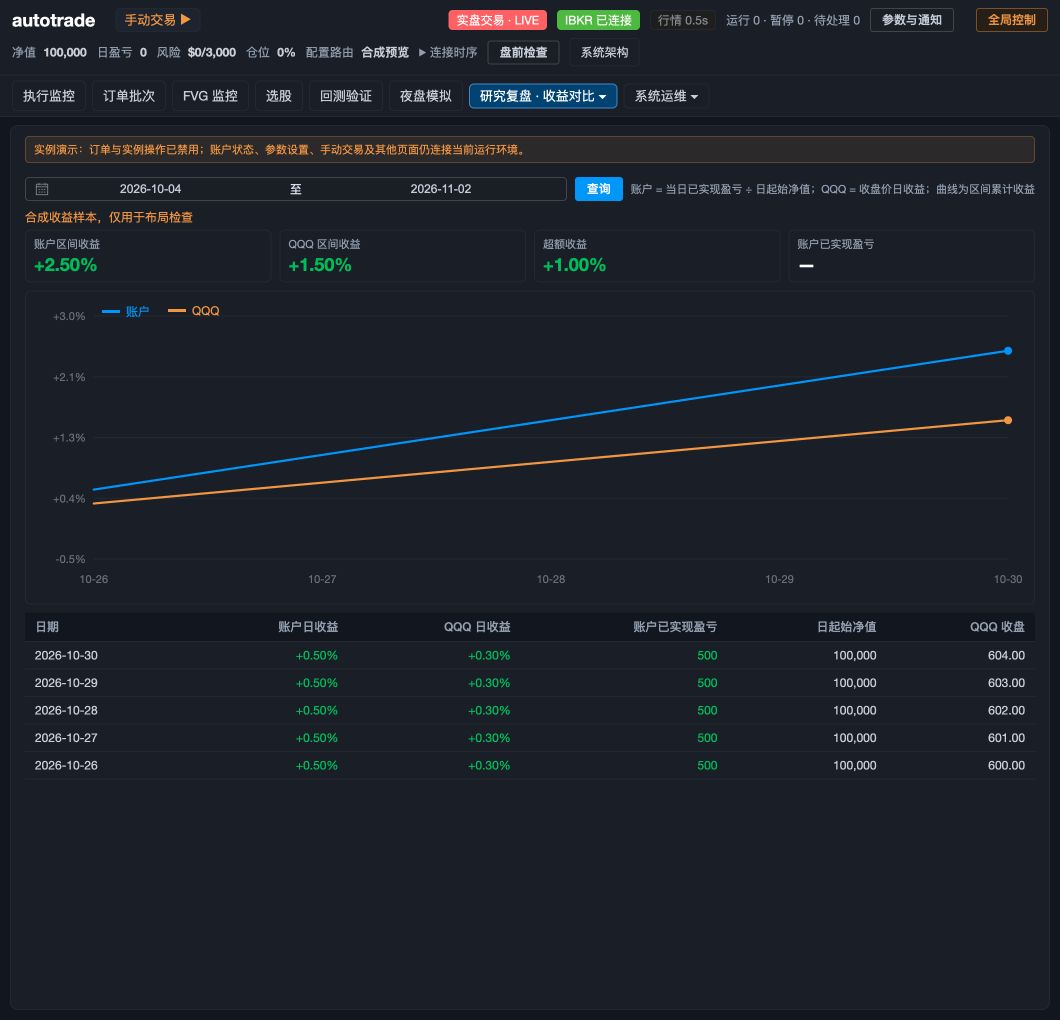 autotrade 手动交易 ▶ 实盘交易 · LIVE IBKR 已连接 行情 0.5s 运行 0 · 暂停 0 · 待处理 0 参数与通知 全局控制
净值 100,000 日盈亏 0 风险 $0/3,000 仓位 0% 配置路由 合成预览 ▶ 连接时序 盘前检查 系统架构
执行监控 订单批次 FVG 监控 选股 回测验证 夜盘模拟 研究复盘 · 收益对比 系统运维
实例演示：订单与实例操作已禁用；账户状态、参数设置、手动交易及其他页面仍连接当前运行环境。
2026-10-04 至 2026-11-02 查询 账户 = 当日已实现盈亏 ÷ 日起始净值；QQQ = 收盘价日收益；曲线为区间累计收益
合成收益样本，仅用于布局检查
账户区间收益 QQQ 区间收益 超额收益 账户已实现盈亏
+2.50% +1.50% +1.00% —
账户 QQQ
+3.0%
+2.1%
+1.3%
+0.4%
-0.5%
10-26 10-27 10-28 10-29 10-30
日期 账户日收益 QQQ 日收益 账户已实现盈亏 日起始净值 QQQ 收盘
2026-10-30 +0.50% +0.30% 500 100,000 604.00
2026-10-29 +0.50% +0.30% 500 100,000 603.00
2026-10-28 +0.50% +0.30% 500 100,000 602.00
2026-10-27 +0.50% +0.30% 500 100,000 601.00
2026-10-26 +0.50% +0.30% 500 100,000 600.00